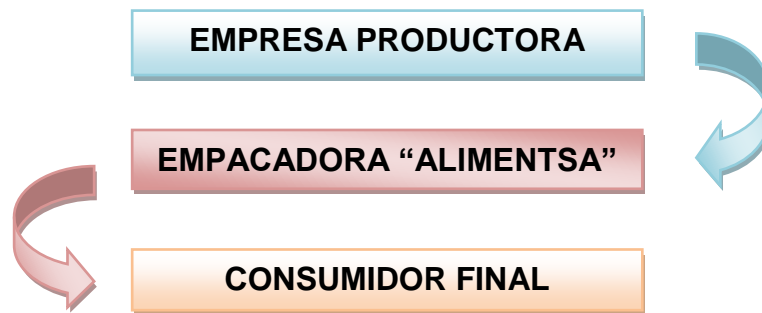 EMPRESA PRODUCTORA
EMPACADORA “ALIMENTSA”
CONSUMIDOR FINAL